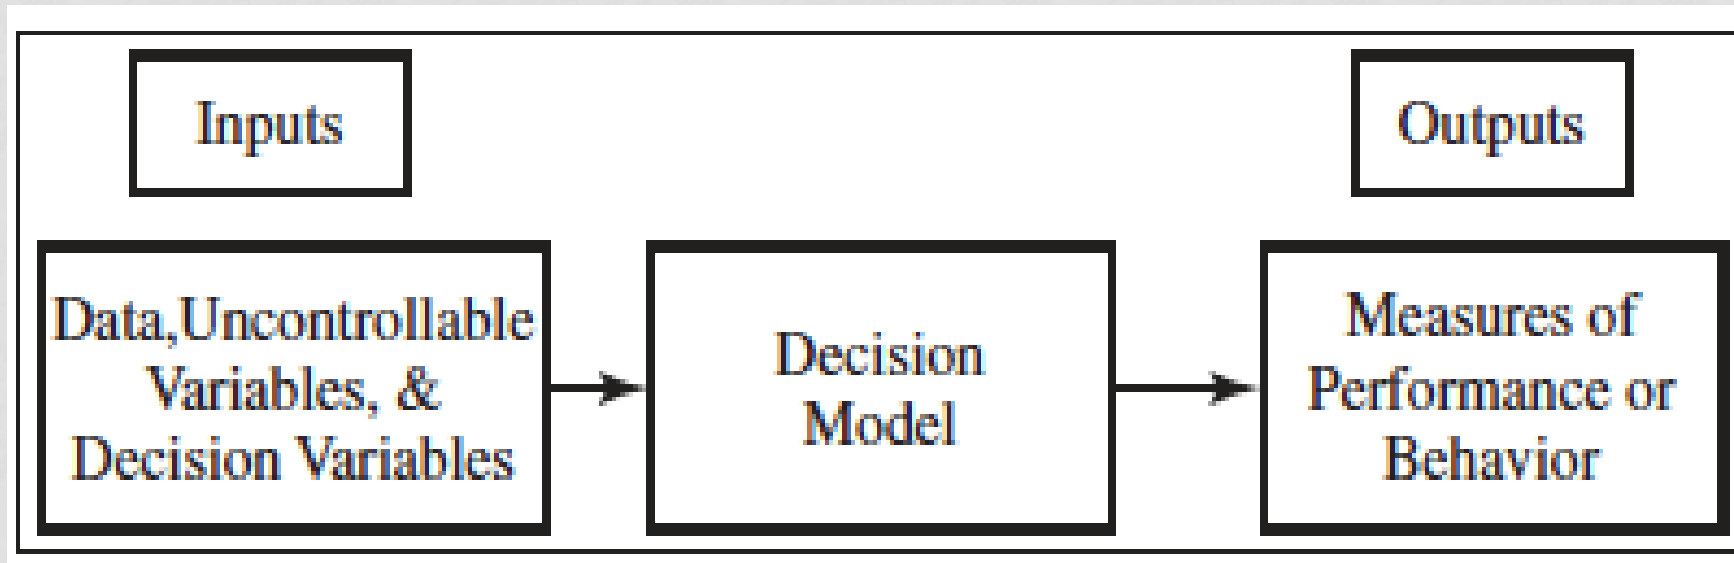 Inputs
Outputs
Data,Uncontrollable
Variables, &
Decision Variables
Decision
Model
Measures of
Performance or
Behavior